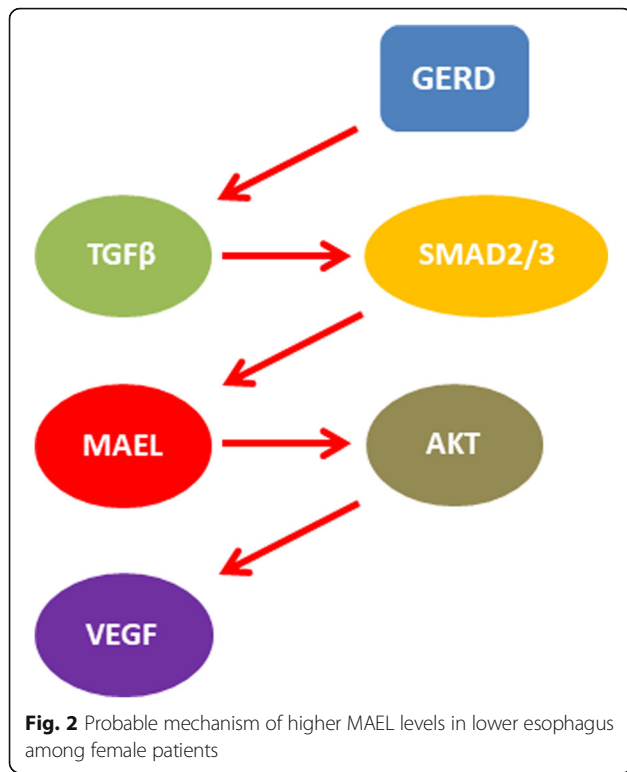 GERD
TGFβ
SMAD2/3
MAEL
AKT
VEGF
Fig. 2 Probable mechanism of higher MAEL levels in lower esophagus
among female patients